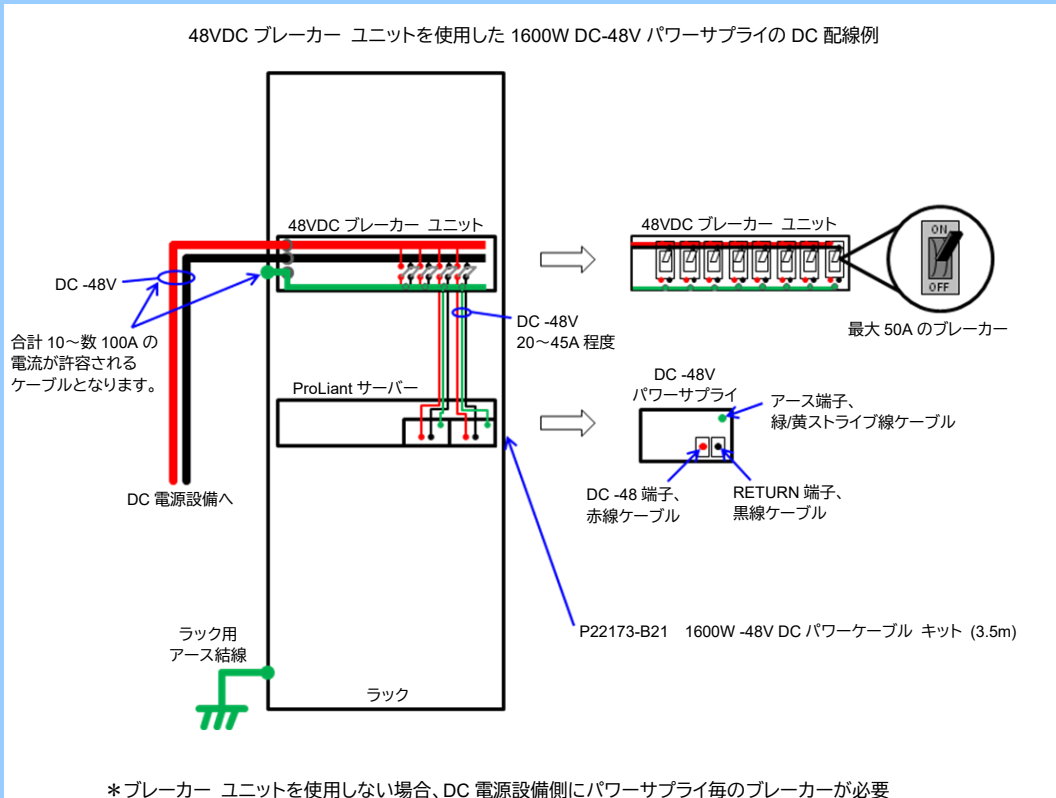 48VDC ブレーカー ユニットを使用した 1600W DC-48V パワーサプライの DC 配線例
48VDC ブレーカー ユニット
48VDC ブレーカー ユニット
ON
OFF
DC -48V
合計 10～数 100A の
電流が許容される
ケーブルとなります。
DC -48V
20～45A 程度
最大 50A のブレーカー
ProLiant サーバー
DC -48V
パワーサプライ
アース端子、
緑/黄ストライブ線ケーブル
DC 電源設備へ
DC -48 端子、
赤線ケーブル
RETURN 端子、
黒線ケーブル
P22173-B21 1600W -48V DC パワーケーブル キット (3.5m)
ラック用
アース結線
ラック
＊ブレーカー ユニットを使用しない場合、DC 電源設備側にパワーサプライ毎のブレーカーが必要